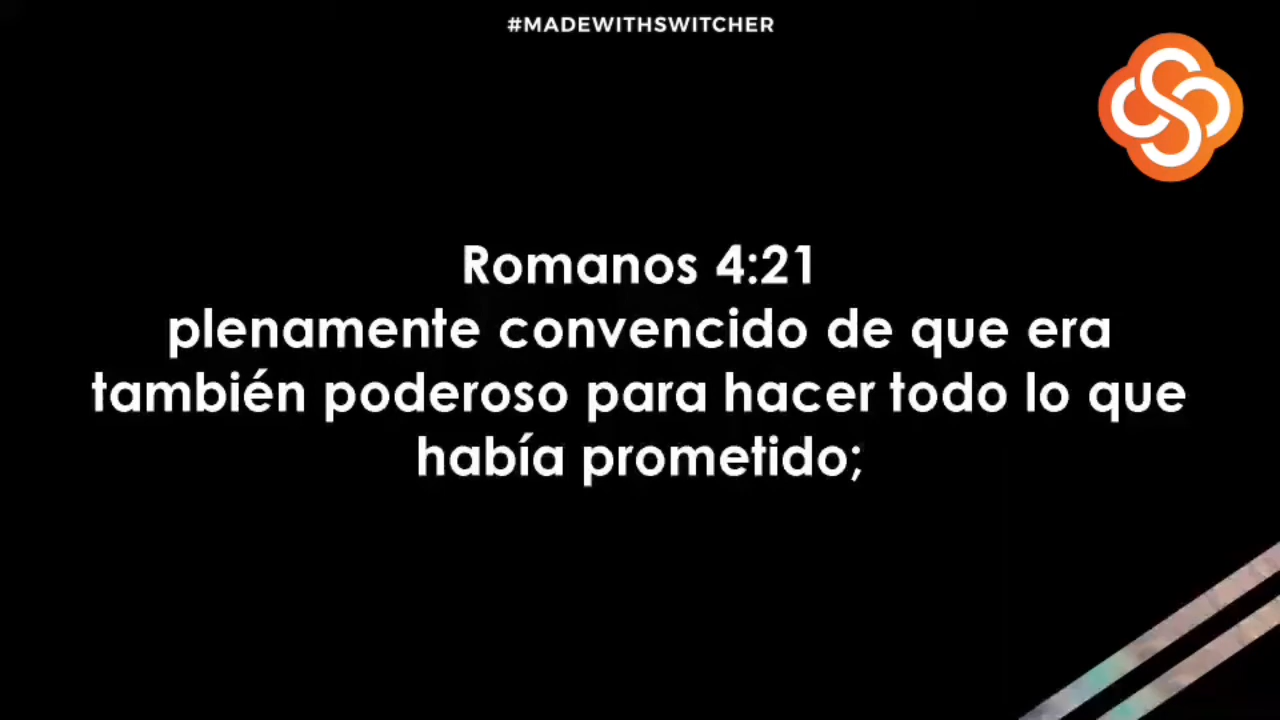 #MADEWITHSWITCHER
Romanos 4:21
plenamente convencido de que era
también poderoso para hacer todo lo que
había prometido;